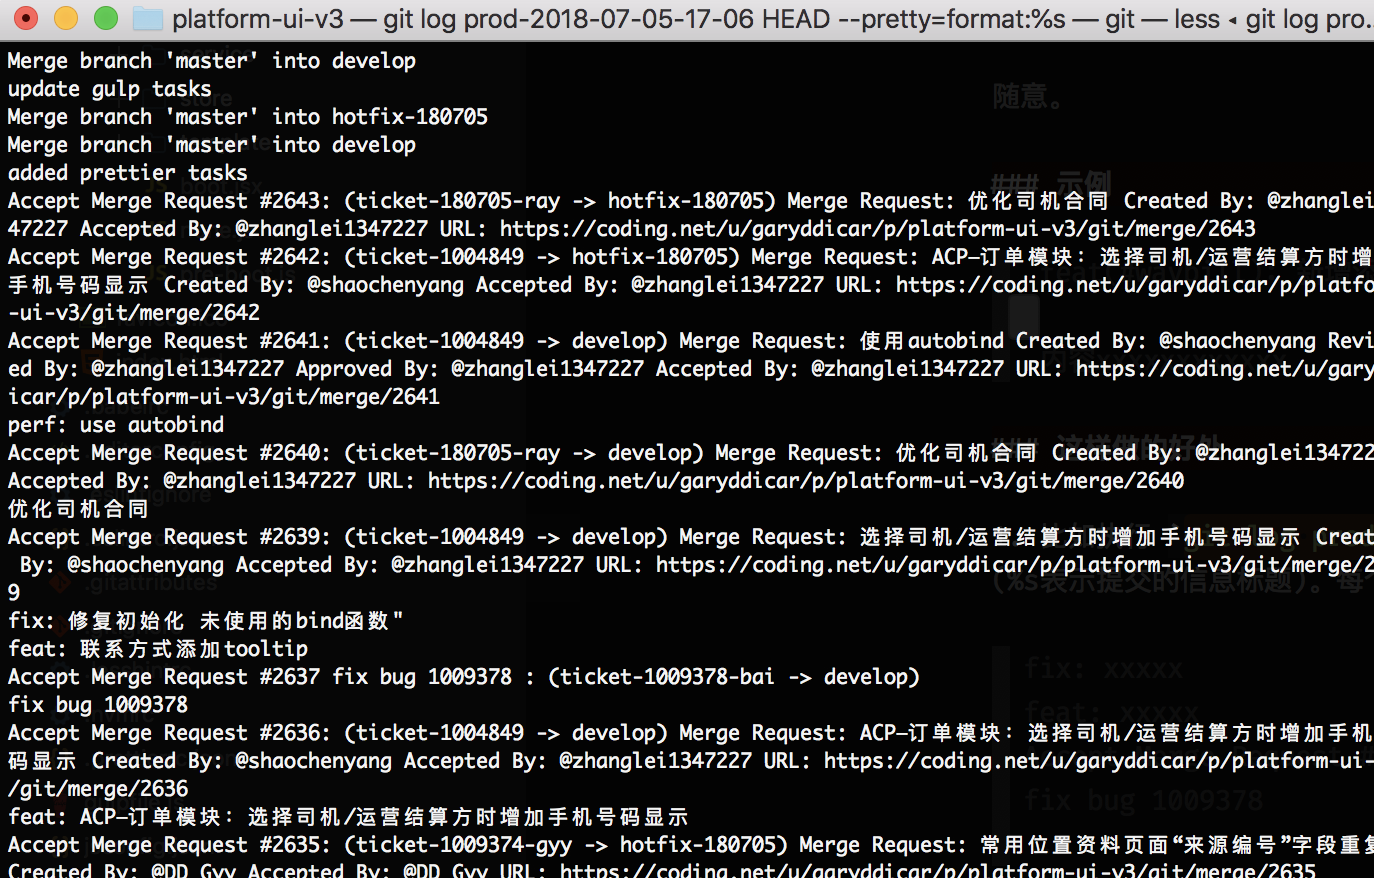 platform-ui-v3 — git log prod-2018-07-05-17-06 HEAD --pretty=format:%s — git — less ◂ git log pro...
Merge branch 'master' into develop
update gulp tasks
Merge branch 'master' into hotfix-180705
Merge branch 'master' into develop
added prettier tasks
Accept Merge Request #2643: (ticket-180705-ray -> hotfix-180705) Merge Request: 优化司机合同 Created By: @zhanglei1
47227 Accepted By: @zhanglei1347227 URL: https://coding.net/u/garyddicar/p/platform-ui-v3/git/merge/2643
Accept Merge Request #2642: (ticket-1004849 -> hotfix-180705) Merge Request: ACP—订单模块：选择司机/运营结算方时增
手机号码显示 Created By: @shaochenyang Accepted By: @zhanglei1347227 URL: https://coding.net/u/garyddicar/p/platfo
-ui-v3/git/merge/2642
Accept Merge Request #2641: (ticket-1004849 -> develop) Merge Request: 使用autobind Created By: @shaochenyang Revi
ed By: @zhanglei1347227 Approved By: @zhanglei1347227 Accepted By: @zhanglei1347227 URL: https://coding.net/u/gary
icar/p/platform-ui-v3/git/merge/2641
perf: use autobind
Accept Merge Request #2640: (ticket-180705-ray -> develop) Merge Request: 优化司机合同 Created By: @zhanglei134722
Accepted By: @zhanglei1347227 URL: https://coding.net/u/garyddicar/p/platform-ui-v3/git/merge/2640
优化司机合同
Accept Merge Request #2639: (ticket-1004849 -> develop) Merge Request: 选择司机/运营结算方时增加手机号码显示 Creat
By: @shaochenyang Accepted By: @zhanglei1347227 URL: https://coding.net/u/garyddicar/p/platform-ui-v3/git/merge/2
9
fix: 修复初始化 未使用的bind函数"
feat: 联系方式添加tooltip
Accept Merge Request #2637 fix bug 1009378 : (ticket-1009378-bai -> develop)
fix bug 1009378
Accept Merge Request #2636: (ticket-1004849 -> develop) Merge Request: ACP—订单模块：选择司机/运营结算方时增加手机
码显示 Created By: @shaochenyang Accepted By: @zhanglei1347227 URL: https://coding.net/u/garyddicar/p/platform-ui-
/git/merge/2636
feat: ACP—订单模块：选择司机/运营结算方时增加手机号码显示
Accept Merge Request #2635: (ticket-1009374-gyy -> hotfix-180705) Merge Request: 常用位置资料页面“来源编号”字段重复
Created By: @DD_Gyy Accepted By: @DD_Gyy URL: https://coding.net/u/garyddicar/p/platform-ui-v3/git/merge/2635